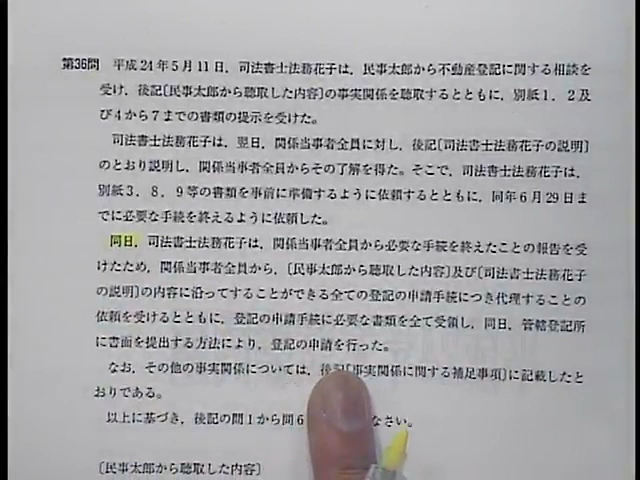 第36問　平成24年5月11日，司法書士法務花子は，民事太郎から不動産登記に関する相談を
受け，後記〔民事太郎から聴取した内容〕の事実関係を聴取するとともに，別紙1，2及
び4から7までの書類の提示を受けた。
司法書士法務花子は，翌日，関係当事者全員に対し，後記〔司法書士法務花子の説明〕
のとおり説明し，関係当事者全員からその了解を得た。そこで，司法書士法務花子は，
別紙3，8，9等の書類を事前に準備するように依頼するとともに，同年6月29日ま
でに必要な手続を終えるように依頼した。
同日，司法書士法務花子は，関係当事者全員から必要な手続を終えたことの報告を受
けたため，関係当事者全員から，〔民事太郎から聴取した内容〕及び〔司法書士法務花子
の説明〕の内容に沿ってすることができる全ての登記の申請手続につき代理することの
依頼を受けるとともに，登記の申請手続に必要な書類を全て受領し，同日，管轄登記所
に書面を提出する方法により，登記の申請を行った。
なお，その他の事実関係については，後記〔事実関係に関する補足事項〕に記載したと
おりである。
以上に基づき，後記の問1から問6 なさい。
〔民事太郎から聴取した内容〕